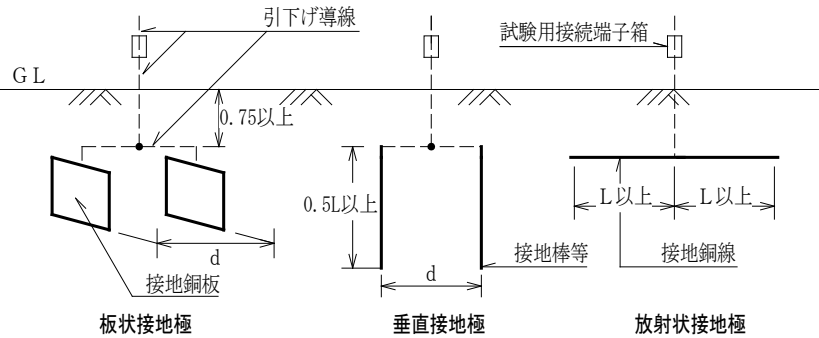 引下げ導線
試験用接続端子箱
GL
0.75以上
0.5L以上
L以上
L以上
d
d
接地棒等
接地銅線
接地銅板
板状接地極
垂直接地極
放射状接地極